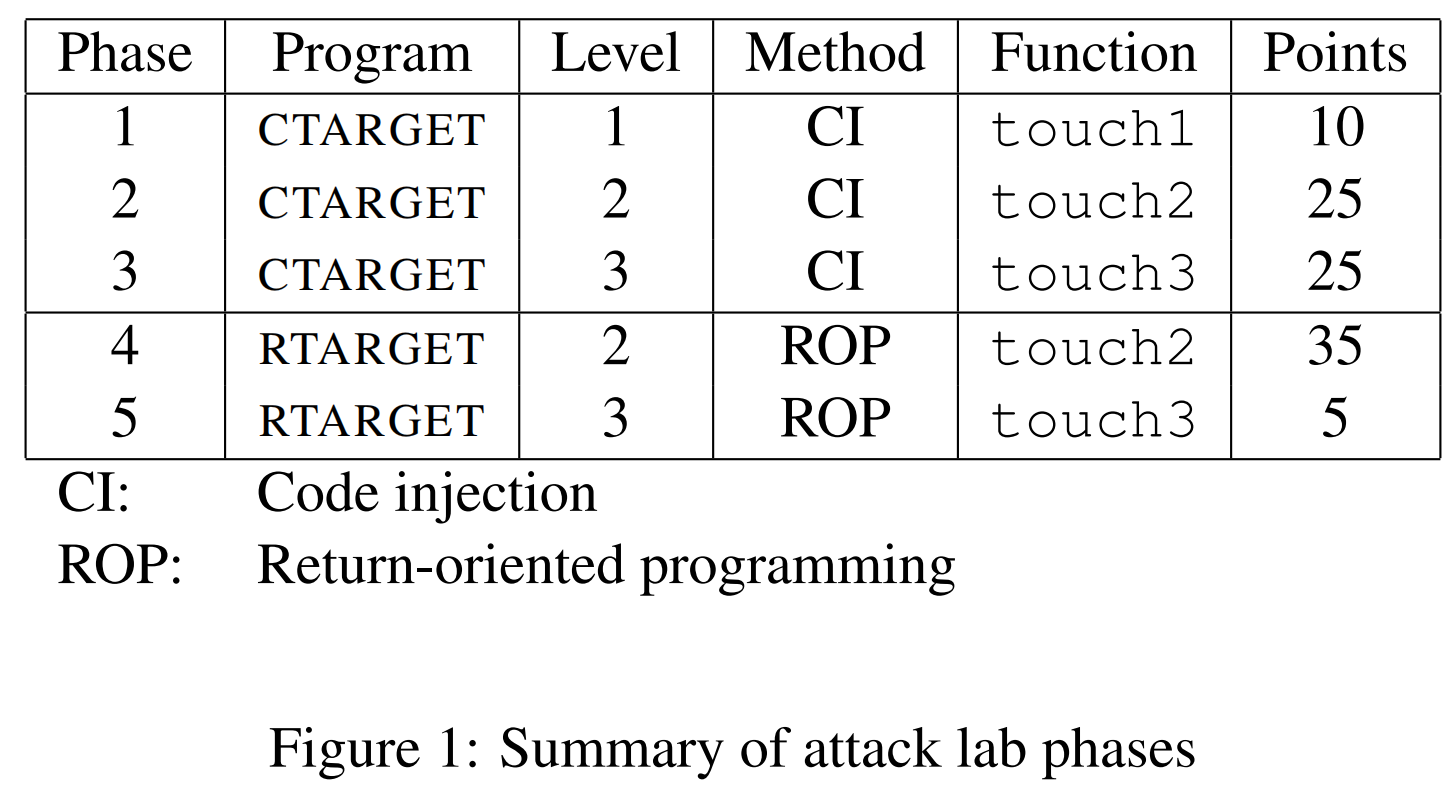 Phase Program Level Method Function Points
1 CTARGET 1 CI touch1 10
2 CTARGET 2 CI touch2 25
3 CTARGET 3 CI touch3 25
4 RTARGET 2 ROP touch2 35
5 RTARGET 3 ROP touch3 5
CI: Code injection
ROP: Return-oriented programming
Figure 1: Summary of attack lab phases